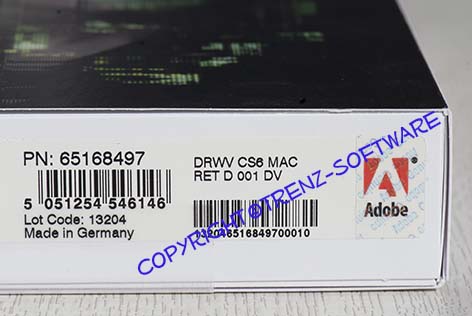 PN: 65168497
5 051254 546146
Lot Code: 13204
Made in Germany
DRWV CS6 MAC
RET D 001 DV
132046516849700010
Adobe
COPYRIGHT©TRENZ-SOFTWARE